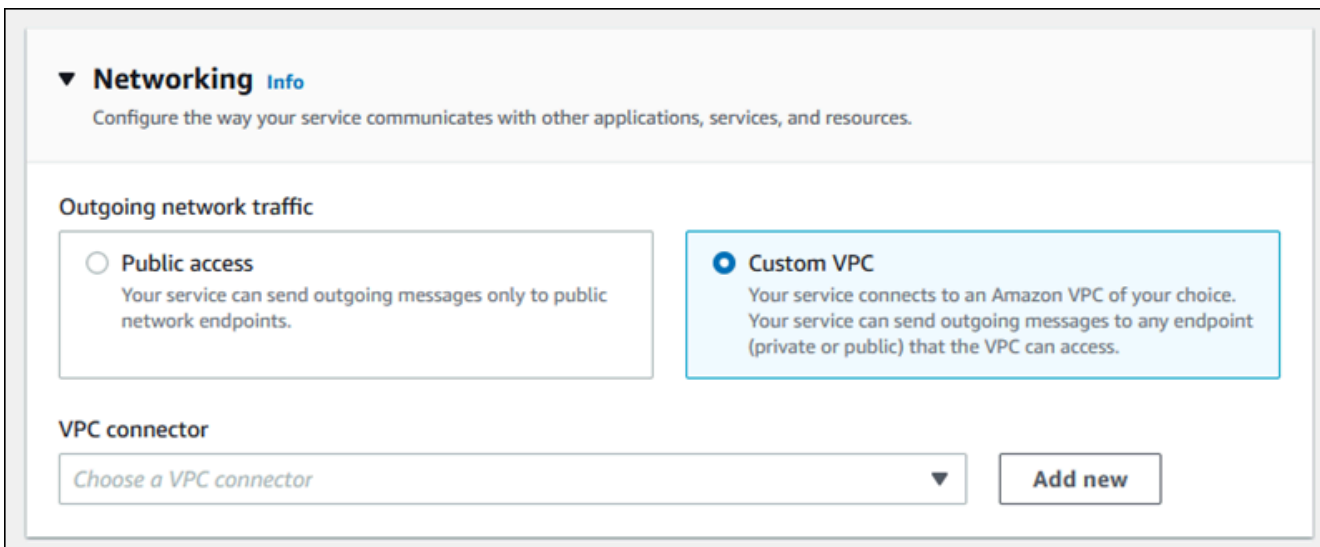 Networking Info
Configure the way your service communicates with other applications, services, and resources.
Outgoing network traffic
Public access
Your service can send outgoing messages only to public
network endpoints.
Custom VPC
Your service connects to an Amazon VPC of your choice.
Your service can send outgoing messages to any endpoint
(private or public) that the VPC can access.
VPC connector
Choose a VPC connector
Add new